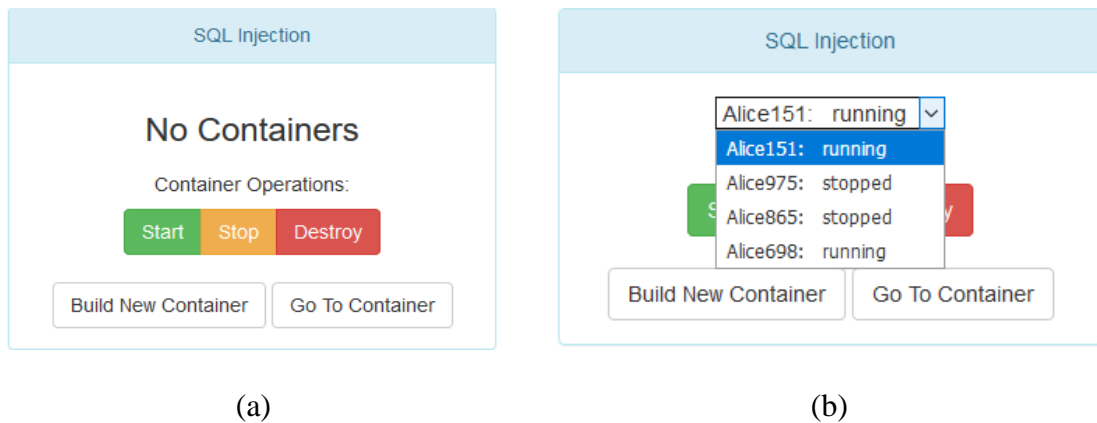 SQL Injection
No Containers
Container Operations:
Start Stop Destroy
Build New Container Go To Container
(a)
SQL Injection
Alice151: running
Alice151: running
Alice975: stopped
Alice865: stopped
Alice698: running
S y
Build New Container Go To Container
(b)